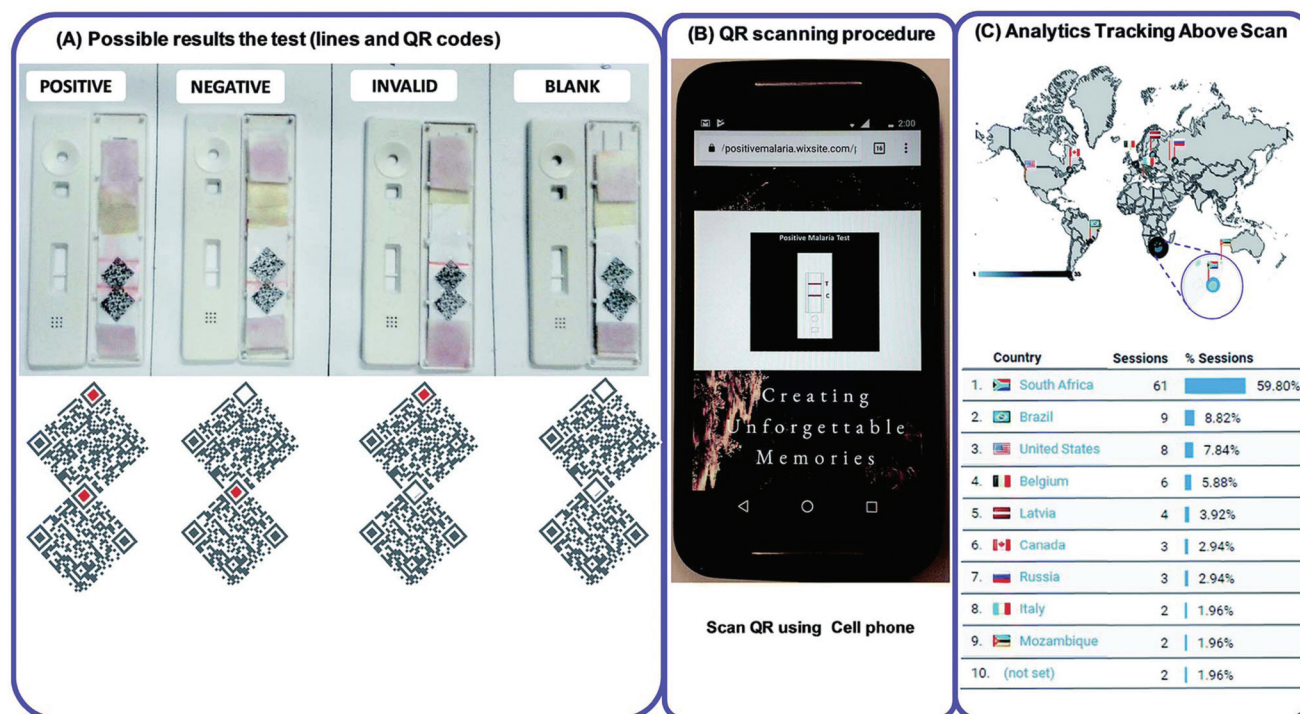 (A) Possible results the test (lines and QR codes)
POSITIVE
NEGATIVE
INVALID
BLANK
(B) QR scanning procedure
2:00
/positivemalaria.wixsite.com/p
16
Positive Malaria Test
T
C
Creating
Unforgettable
Memories
Scan QR using Cell phone
(C) Analytics Tracking Above Scan
Country Sessions % Sessions
1. South Africa 61 59.80%
2. Brazil 9 8.82%
3. United States 8 7.84%
4. Belgium 6 5.88%
5. Latvia 4 3.92%
6. Canada 3 2.94%
7. Russia 3 2.94%
8. Italy 2 1.96%
9. Mozambique 2 1.96%
10. (not set) 2 1.96%